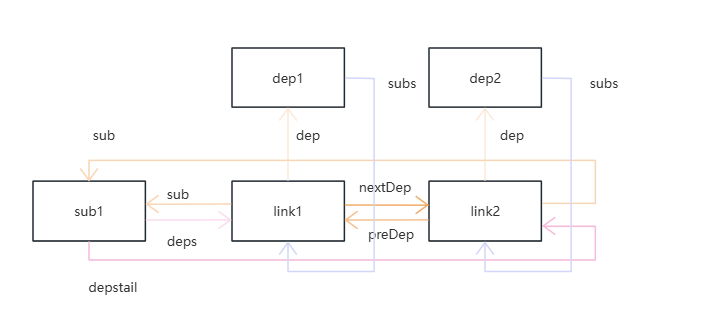 dep1
subs
dep2
subs
sub
dep
dep
sub1
sub
deps
link1
nextDep
preDep
link2
depstail